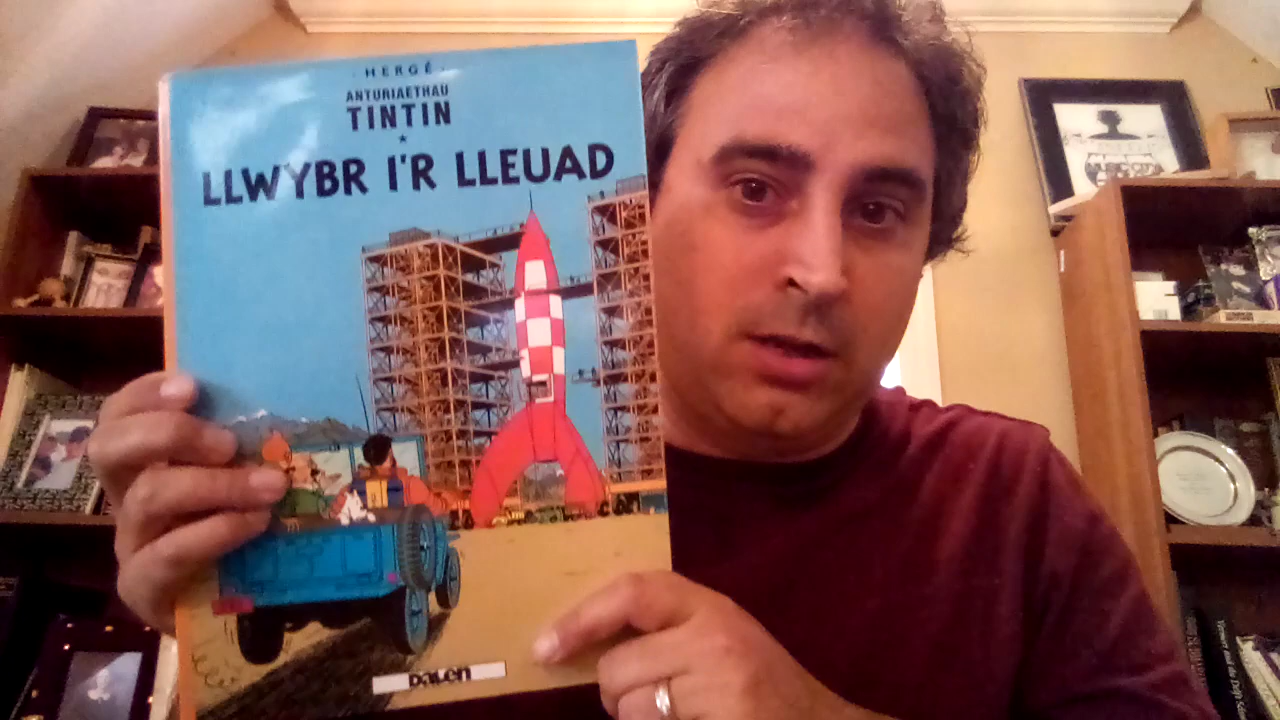 · HERGÉ ·
ANTURIAETHAU
TINTIN
LLWYBR I'R LLEUAD
Dalen